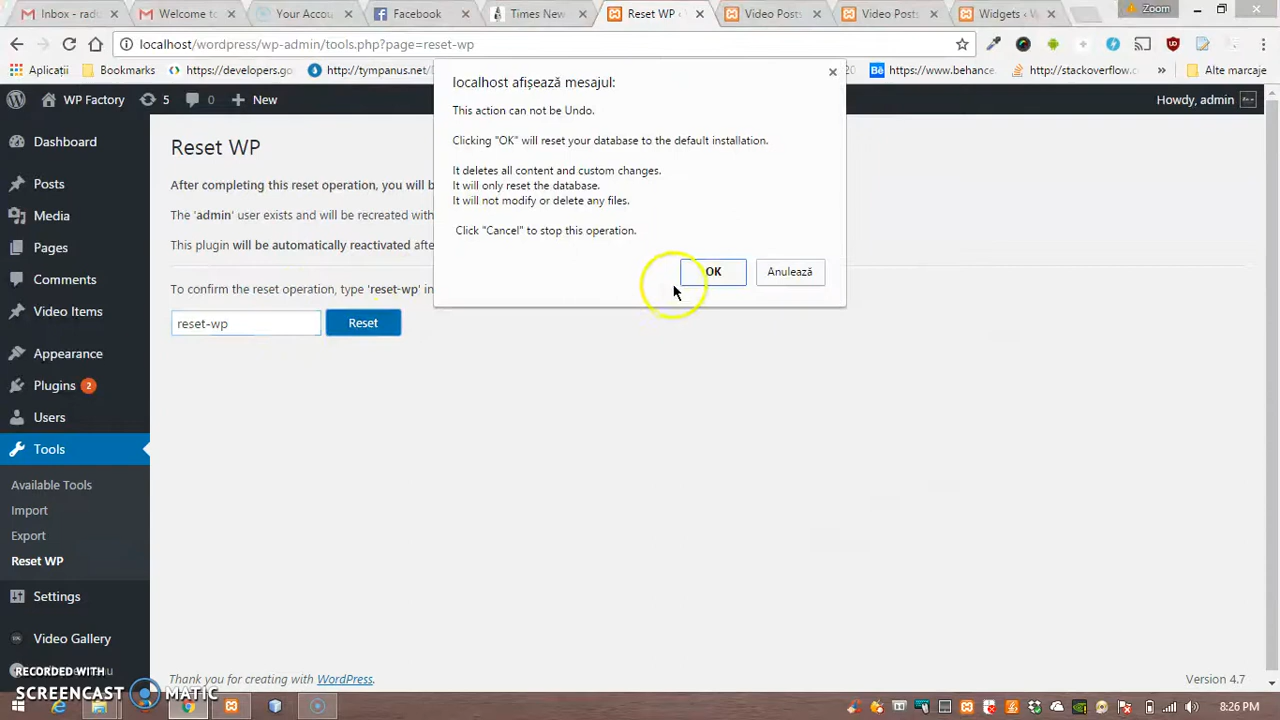 Inbox - radi
Welcome to
Your Accou
Facebook
Times New
Reset WP ‹
Video Posts
Video Posts
Widgets ‹ W
Zoom
localhost/wordpress/wp-admin/tools.php?page=reset-wp
Aplicații
Bookmarks
https://developers.go
http://tympanus.net/
https://www.behance
http://stackoverflow.c
»
Alte marcaje
WP Factory
5
0
+ New
Howdy, admin
localhost afișează mesajul:
This action can not be Undo.
Clicking "OK" will reset your database to the default installation.
It deletes all content and custom changes.
It will only reset the database.
It will not modify or delete any files.
Click "Cancel" to stop this operation.
OK
Anulează
Dashboard
Posts
Media
Pages
Comments
Video Items
Appearance
Plugins 2
Users
Tools
Available Tools
Import
Export
Reset WP
Settings
Video Gallery
Reset WP
After completing this reset operation, you will b
The 'admin' user exists and will be recreated with
This plugin will be automatically reactivated afte
To confirm the reset operation, type 'reset-wp' in
reset-wp
Reset
Thank you for creating with WordPress.
Version 4.7
RECORDED WITH
SCREENCAST MATIC
8:26 PM